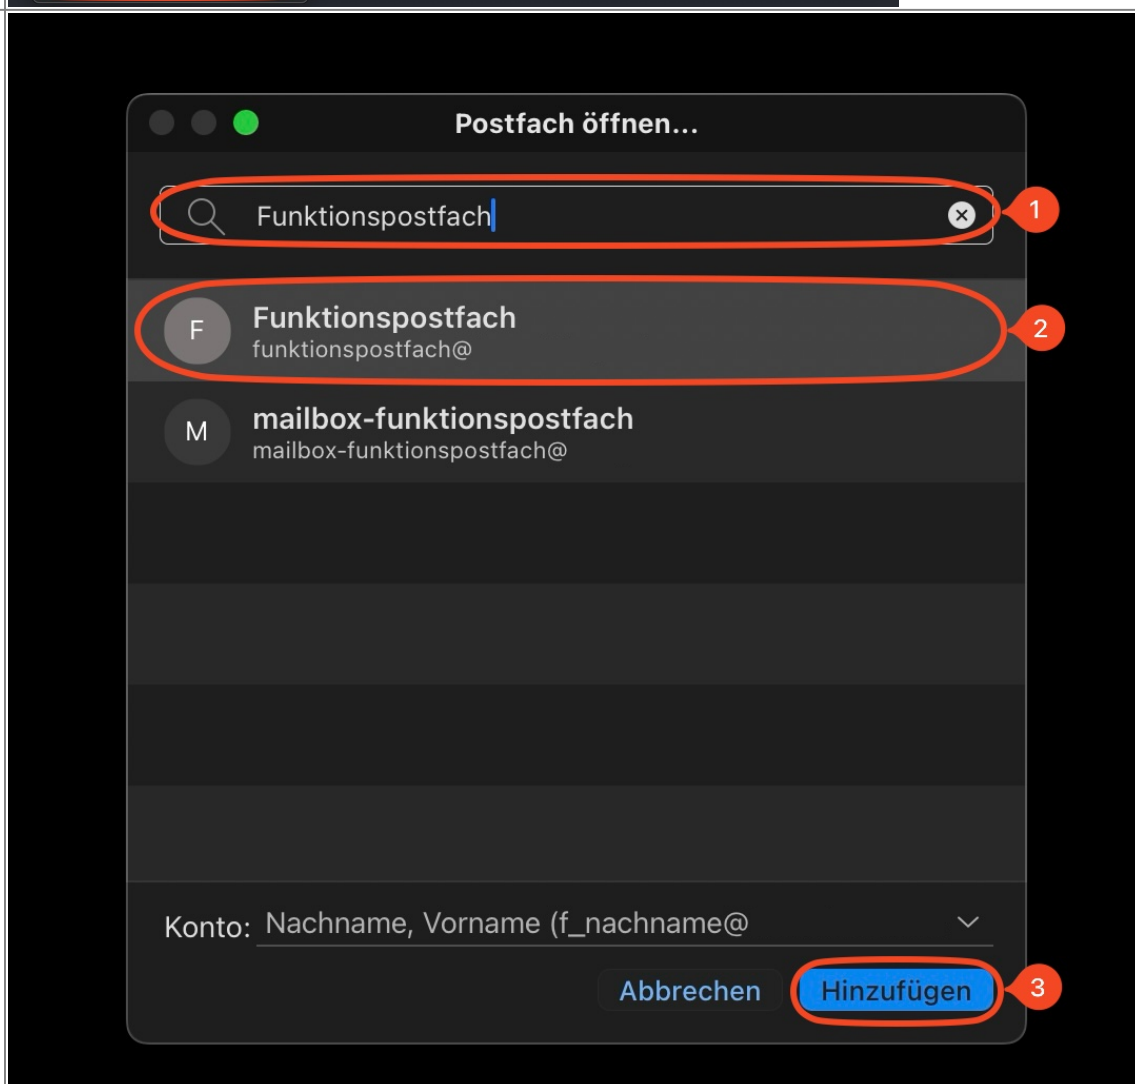 Postfach öffnen...
Funktionspostfach
1
F
Funktionspostfach
funktionspostfach@
2
M
mailbox-funktionspostfach
mailbox-funktionspostfach@
Konto: Nachname, Vorname (f_nachname@
Abbrechen Hinzufügen
3